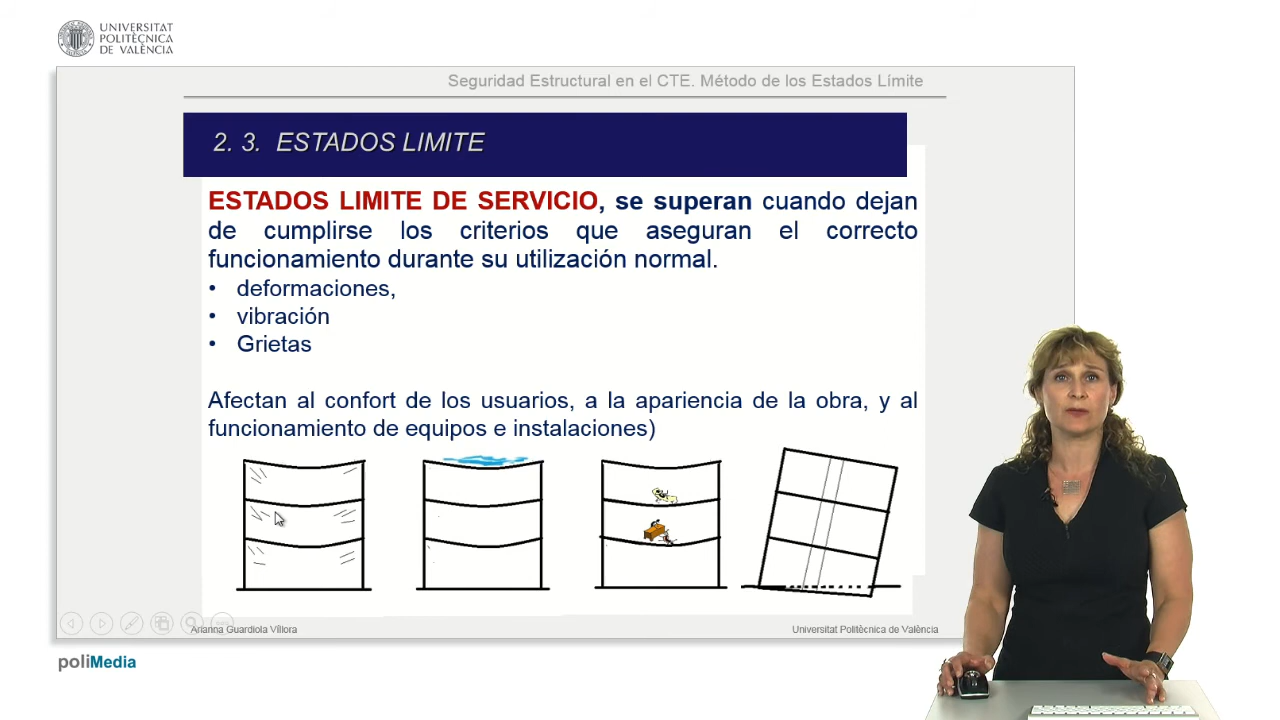 UNIVERSITAT
POLITÈCNICA
DE VALÈNCIA
Seguridad Estructural en el CTE. Método de los Estados Límite
2. 3. ESTADOS LIMITE
ESTADOS LIMITE DE SERVICIO, se superan cuando dejan
de cumplirse los criterios que aseguran el correcto
funcionamiento durante su utilización normal.
• deformaciones,
• vibración
• Grietas
Afectan al confort de los usuarios, a la apariencia de la obra, y al
funcionamiento de equipos e instalaciones)
Arianna Guardiola Víllora
Universitat Politècnica de València
poliMedia